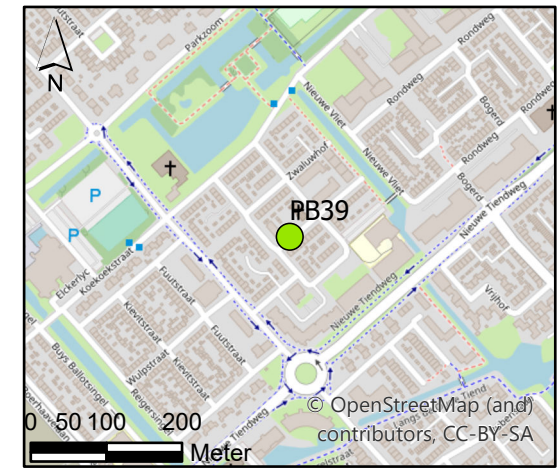 N
Parkzoom
Rondweg
Rondweg
Nieuwe Vliet
Bogerd
Rondweg
Zwaluwhof
Nieuwe Vliet
Bogerd
P
PB39
Nieuwe Tiendweg
P
Koekoekstraat
Elckerlyc
Fuutstraat
Nieuwe Tiendweg
Vrijhof
Kievitstraat
Fuutstraat
Wulpstraat
Kievitstraat
Buys Ballotsingel
Reigersingel
© OpenStreetMap (and)
contributors, CC-BY-SA
0 50 100 200
Meter
Nieuwe Tiendweg